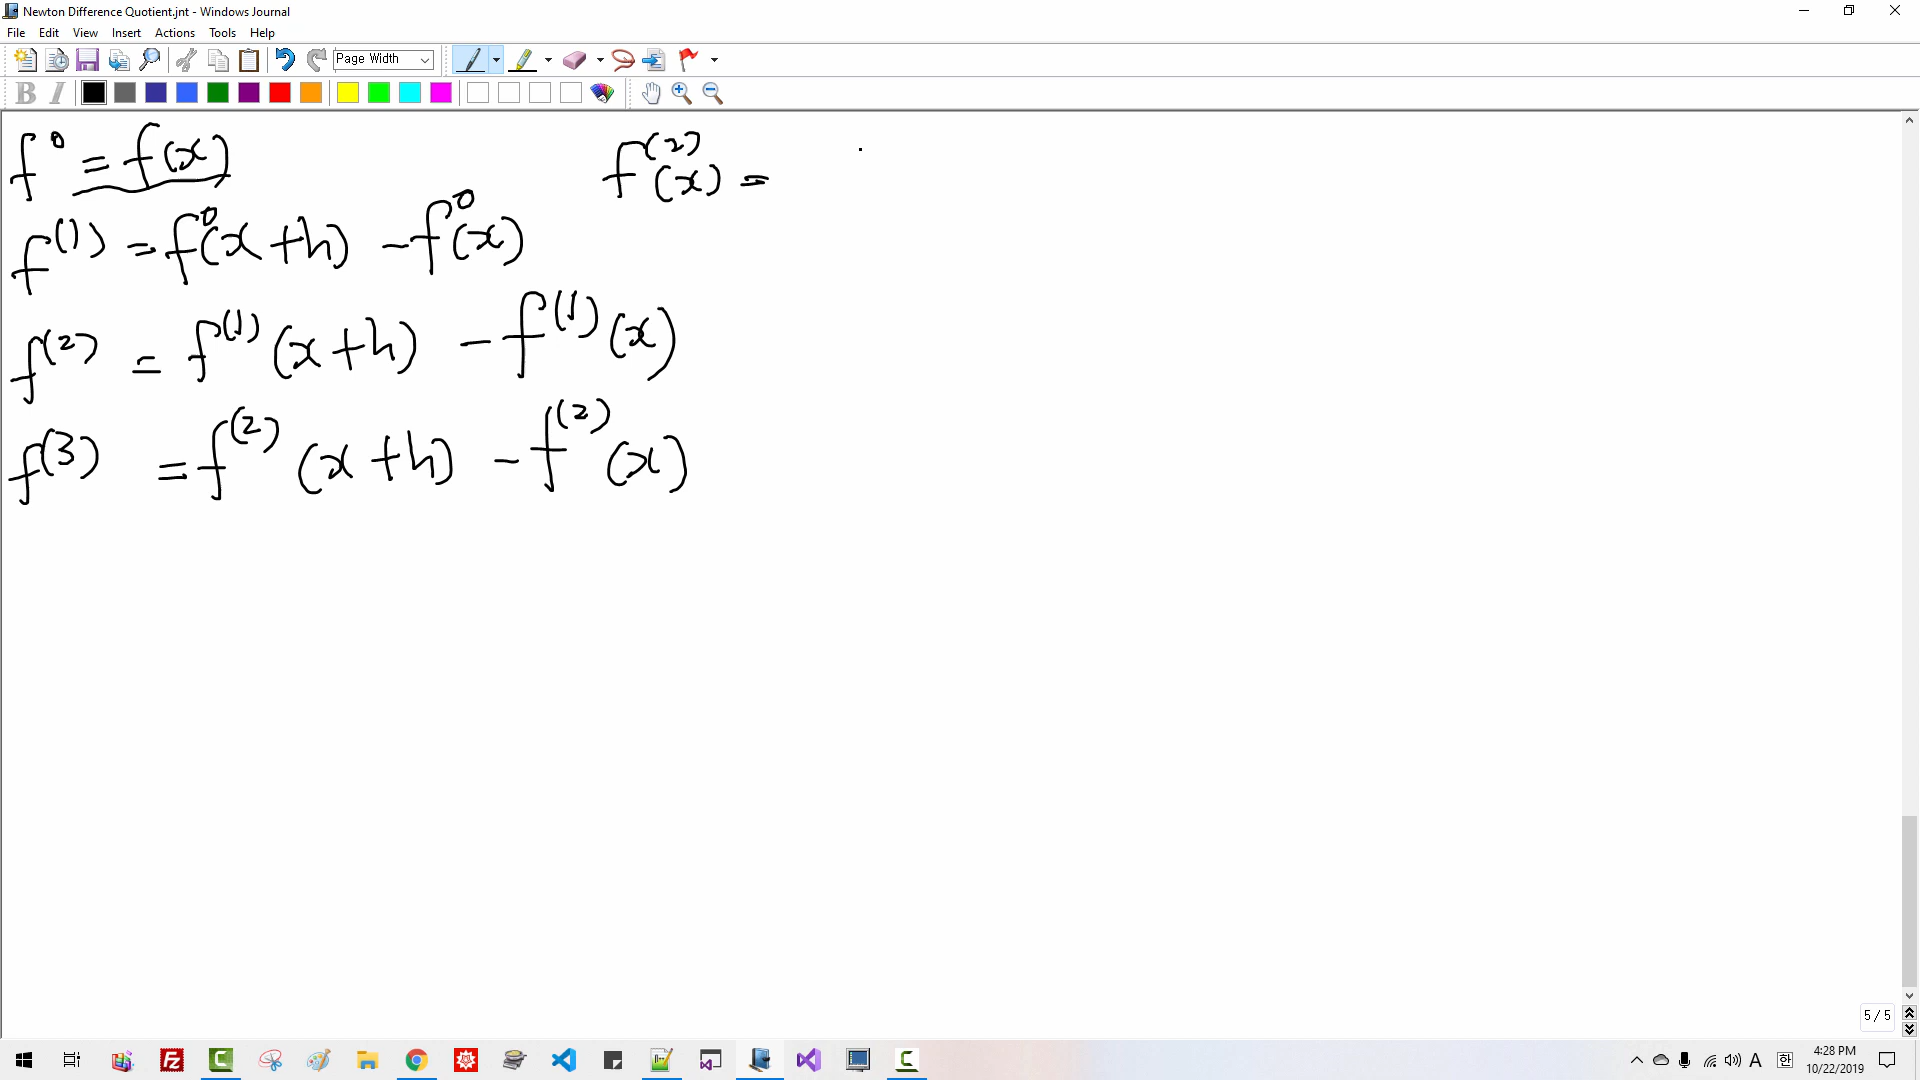 Newton Difference Quotient.jnt - Windows Journal
File Edit View Insert Actions Tools Help
Page Width
B I
f⁰ = f(x)
f⁽²⁾(x) =
f⁽¹⁾ = f⁰(x+h) - f⁰(x)
f⁽²⁾ = f⁽¹⁾(x+h) - f⁽¹⁾(x)
f⁽³⁾ = f⁽²⁾(x+h) - f⁽²⁾(x)
5 / 5
A 한
4:28 PM
10/22/2019